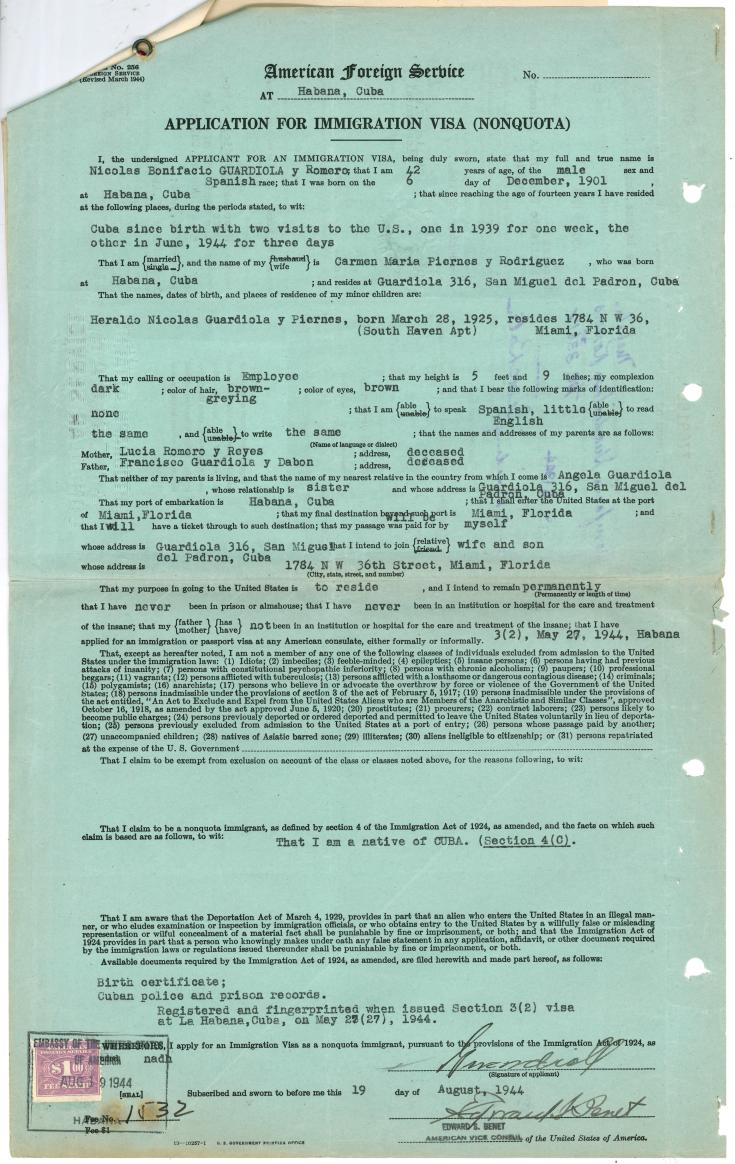 No. 256
FOREIGN SERVICE
(Revised March 1944)
American Foreign Service
No.
AT Habana, Cuba
APPLICATION FOR IMMIGRATION VISA (NONQUOTA)
I, the undersigned APPLICANT FOR AN IMMIGRATION VISA, being duly sworn, state that my full and true name is
Nicolas Bonifacio GUARDIOLA y Romero; that I am 42 years of age, of the male sex and
Spanish race; that I was born on the 6 day of December, 1901 ,
at Habana, Cuba ; that since reaching the age of fourteen years I have resided
at the following places, during the periods stated, to wit:
Cuba since birth with two visits to the U.S., one in 1939 for one week, the
other in June, 1944 for three days
That I am {married single}, and the name of my {husband wife} is Carmen Maria Piernes y Rodriguez , who was born
at Habana, Cuba ; and resides at Guardiola 316, San Miguel del Padron, Cuba
That the names, dates of birth, and places of residence of my minor children are:
Heraldo Nicolas Guardiola y Piernes, born March 28, 1925, resides 1784 N W 36,
(South Haven Apt) Miami, Florida
That my calling or occupation is Employee ; that my height is 5 feet and 9 inches; my complexion
dark ; color of hair, brown- ; color of eyes, brown ; and that I bear the following marks of identification:
greying
none ; that I am {able unable} to speak Spanish, little {able unable} to read
English
the same , and {able unable} to write the same ; that the names and addresses of my parents are as follows:
(Name of language or dialect)
Mother, Lucia Romero y Reyes ; address, deceased
Father, Francisco Guardiola y Dabon ; address, deceased
That neither of my parents is living, and that the name of my nearest relative in the country from which I come is Angela Guardiola
, whose relationship is sister and whose address is Guardiola 316, San Miguel del
Padron, Cuba
That my port of embarkation is Habana, Cuba ; that I shall enter the United States at the port
of Miami,Florida ; that my final destination beyond such port is will be Miami, Florida ; and
that I will have a ticket through to such destination; that my passage was paid for by myself
whose address is Guardiola 316, San Miguel that I intend to join {relative friend} wife and son
del Padron, Cuba
whose address is 1784 N W 36th Street, Miami, Florida
(City, state, street, and number)
That my purpose in going to the United States is to reside , and I intend to remain permanently
(Permanently or length of time)
that I have never been in prison or almshouse; that I have never been in an institution or hospital for the care and treatment
of the insane; that my {father mother} {has have} not been in an institution or hospital for the care and treatment of the insane; that I have
applied for an immigration or passport visa at any American consulate, either formally or informally. 3(2), May 27, 1944, Habana
That, except as hereafter noted, I am not a member of any one of the following classes of individuals excluded from admission to the
United States under the immigration laws: (1) Idiots; (2) imbeciles; (3) feeble-minded; (4) epileptics; (5) insane persons; (6) persons having had previous
attacks of insanity; (7) persons with constitutional psychopathic inferiority; (8) persons with chronic alcoholism; (9) paupers; (10) professional
beggars; (11) vagrants; (12) persons afflicted with tuberculosis; (13) persons afflicted with a loathsome or dangerous contagious disease; (14) criminals;
(15) polygamists; (16) anarchists; (17) persons who believe in or advocate the overthrow by force or violence of the Government of the United
States; (18) persons inadmissible under the provisions of section 3 of the act of February 5, 1917; (19) persons inadmissible under the provisions of
the act entitled, "An Act to Exclude and Expel from the United States Aliens who are Members of the Anarchistic and Similar Classes", approved
October 16, 1918, as amended by the act approved June 5, 1920; (20) prostitutes; (21) procurers; (22) contract laborers; (23) persons likely to
become public charges; (24) persons previously deported or ordered deported and permitted to leave the United States voluntarily in lieu of deporta-
tion; (25) persons previously excluded from admission to the United States at a port of entry; (26) persons whose passage paid by another;
(27) unaccompanied children; (28) natives of Asiatic barred zone; (29) illiterates; (30) aliens ineligible to citizenship; or (31) persons repatriated
at the expense of the U. S. Government
That I claim to be exempt from exclusion on account of the class or classes noted above, for the reasons following, to wit:
That I claim to be a nonquota immigrant, as defined by section 4 of the Immigration Act of 1924, as amended, and the facts on which such
claim is based are as follows, to wit: That I am a native of CUBA. (Section 4(C).
That I am aware that the Deportation Act of March 4, 1929, provides in part that an alien who enters the United States in an illegal man-
ner, or who eludes examination or inspection by immigration officials, or who obtains entry to the United States by a willfully false or misleading
representation or wilful concealment of a material fact shall be punishable by fine or imprisonment, or both; and that the Immigration Act of
1924 provides in part that a person who knowingly makes under oath any false statement in any application, affidavit, or other document required
by the immigration laws or regulations issued thereunder shall be punishable by fine or imprisonment, or both.
Available documents required by the Immigration Act of 1924, as amended, are filed herewith and made part hereof, as follows:
Birth certificate;
Cuban police and prison records.
Registered and fingerprinted when issued Section 3(2) visa
at La Habana,Cuba, on May 23(27), 1944.
WHEREFORE, I apply for an Immigration Visa as a nonquota immigrant, pursuant to the provisions of the Immigration Act of 1924, as
amended. nadh
EMBASSY OF THE
OF AMERICA
$1.00
AUG 19 1944
HABANA
Guardiola
(Signature of applicant)
[SEAL] Subscribed and sworn to before me this 19 day of August, 1944
Fee No. 1532
Fee $1
Edward S. Benet
EDWARD S. BENET
AMERICAN VICE CONSUL of the United States of America.
13—10257-1 U. S. GOVERNMENT PRINTING OFFICE